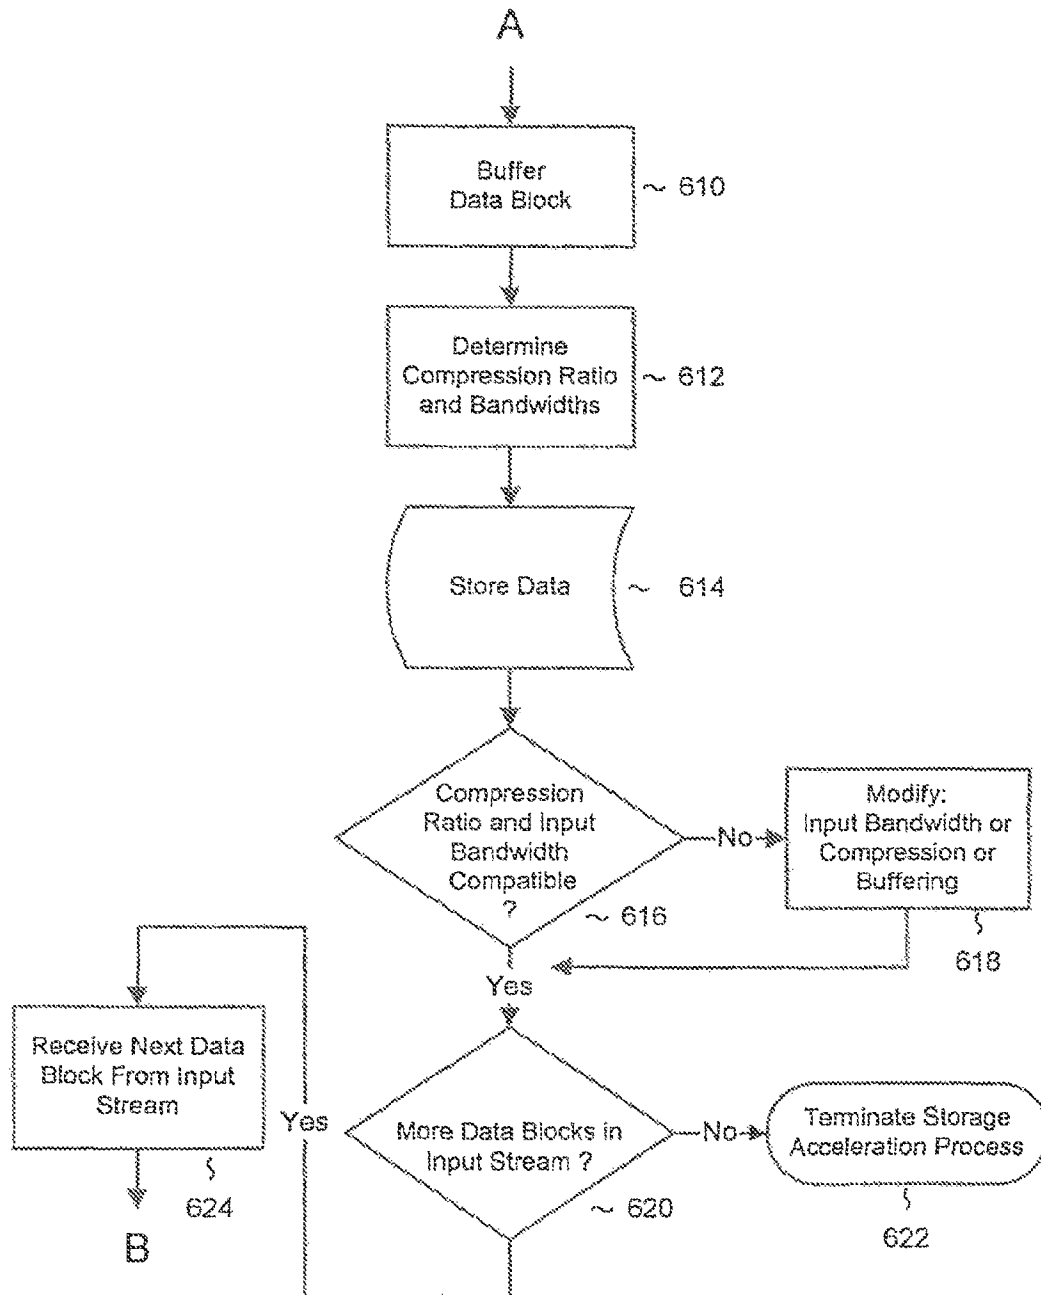 A
Buffer
Data Block
~ 610
Determine
Compression Ratio
and Bandwidths
~ 612
Store Data
~ 614
Compression
Ratio and Input
Bandwidth
Compatible
?
~ 616
No
Modify:
Input Bandwidth or
Compression or
Buffering
618
Yes
More Data Blocks in
Input Stream ?
~ 620
No
Terminate Storage
Acceleration Process
622
Yes
Receive Next Data
Block From Input
Stream
624
B